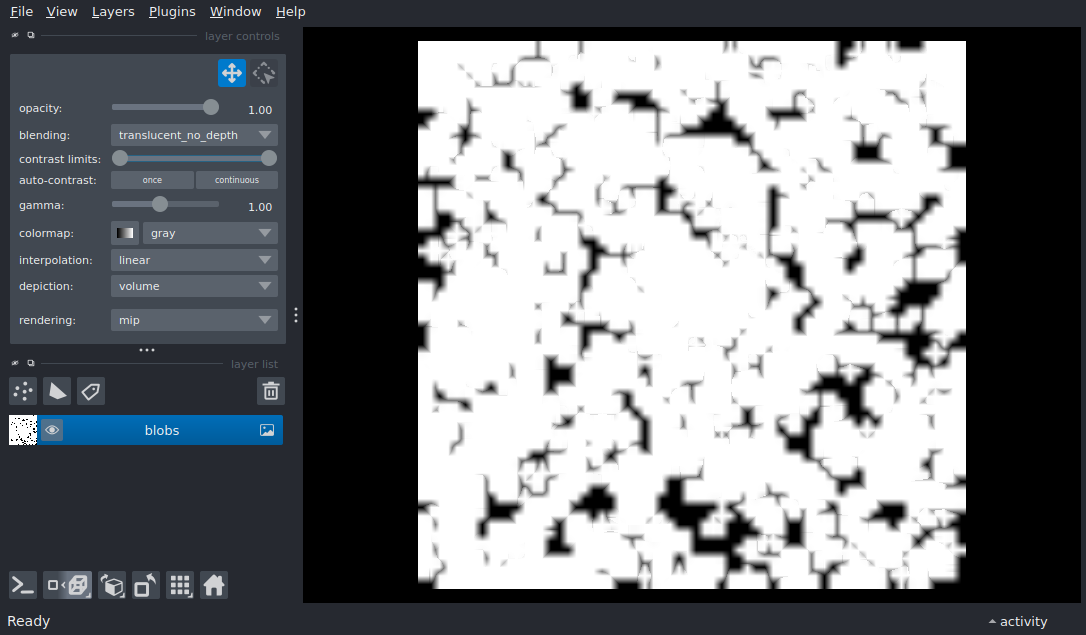 File View Layers Plugins Window Help
layer controls
opacity: 1.00
blending: translucent_no_depth
contrast limits:
auto-contrast: once continuous
gamma: 1.00
colormap: gray
interpolation: linear
depiction: volume
rendering: mip
layer list
blobs
Ready activity